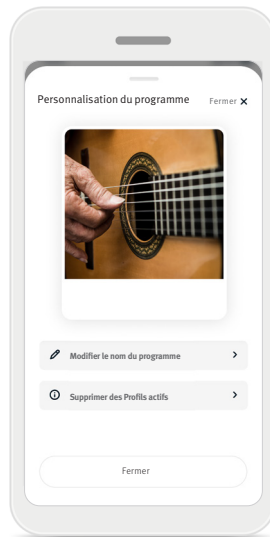 Personnalisation du programme Fermer ✕
Modifier le nom du programme
Supprimer des Profils actifs
Fermer